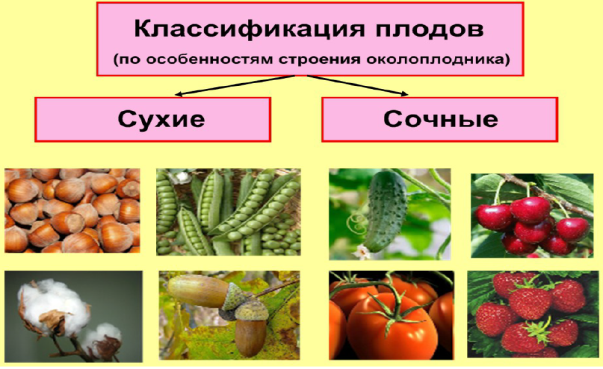 Классификация плодов
(по особенностям строения околоплодника)
Сухие
Сочные